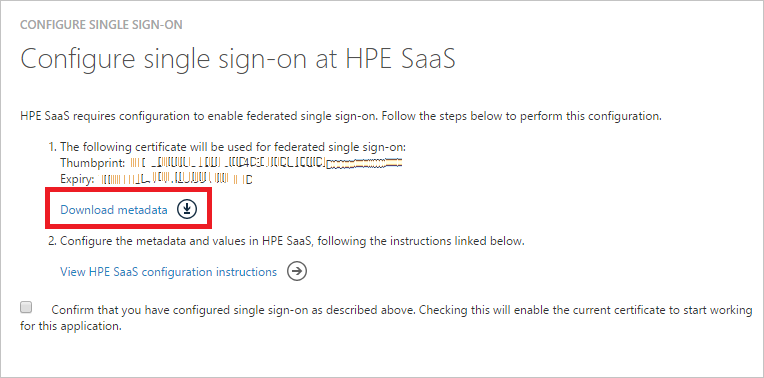 CONFIGURE SINGLE SIGN-ON
Configure single sign-on at HPE SaaS
HPE SaaS requires configuration to enable federated single sign-on. Follow the steps below to perform this configuration.
1. The following certificate will be used for federated single sign-on:
Thumbprint:
Expiry:
Download metadata
2. Configure the metadata and values in HPE SaaS, following the instructions linked below.
View HPE SaaS configuration instructions
Confirm that you have configured single sign-on as described above. Checking this will enable the current certificate to start working
for this application.